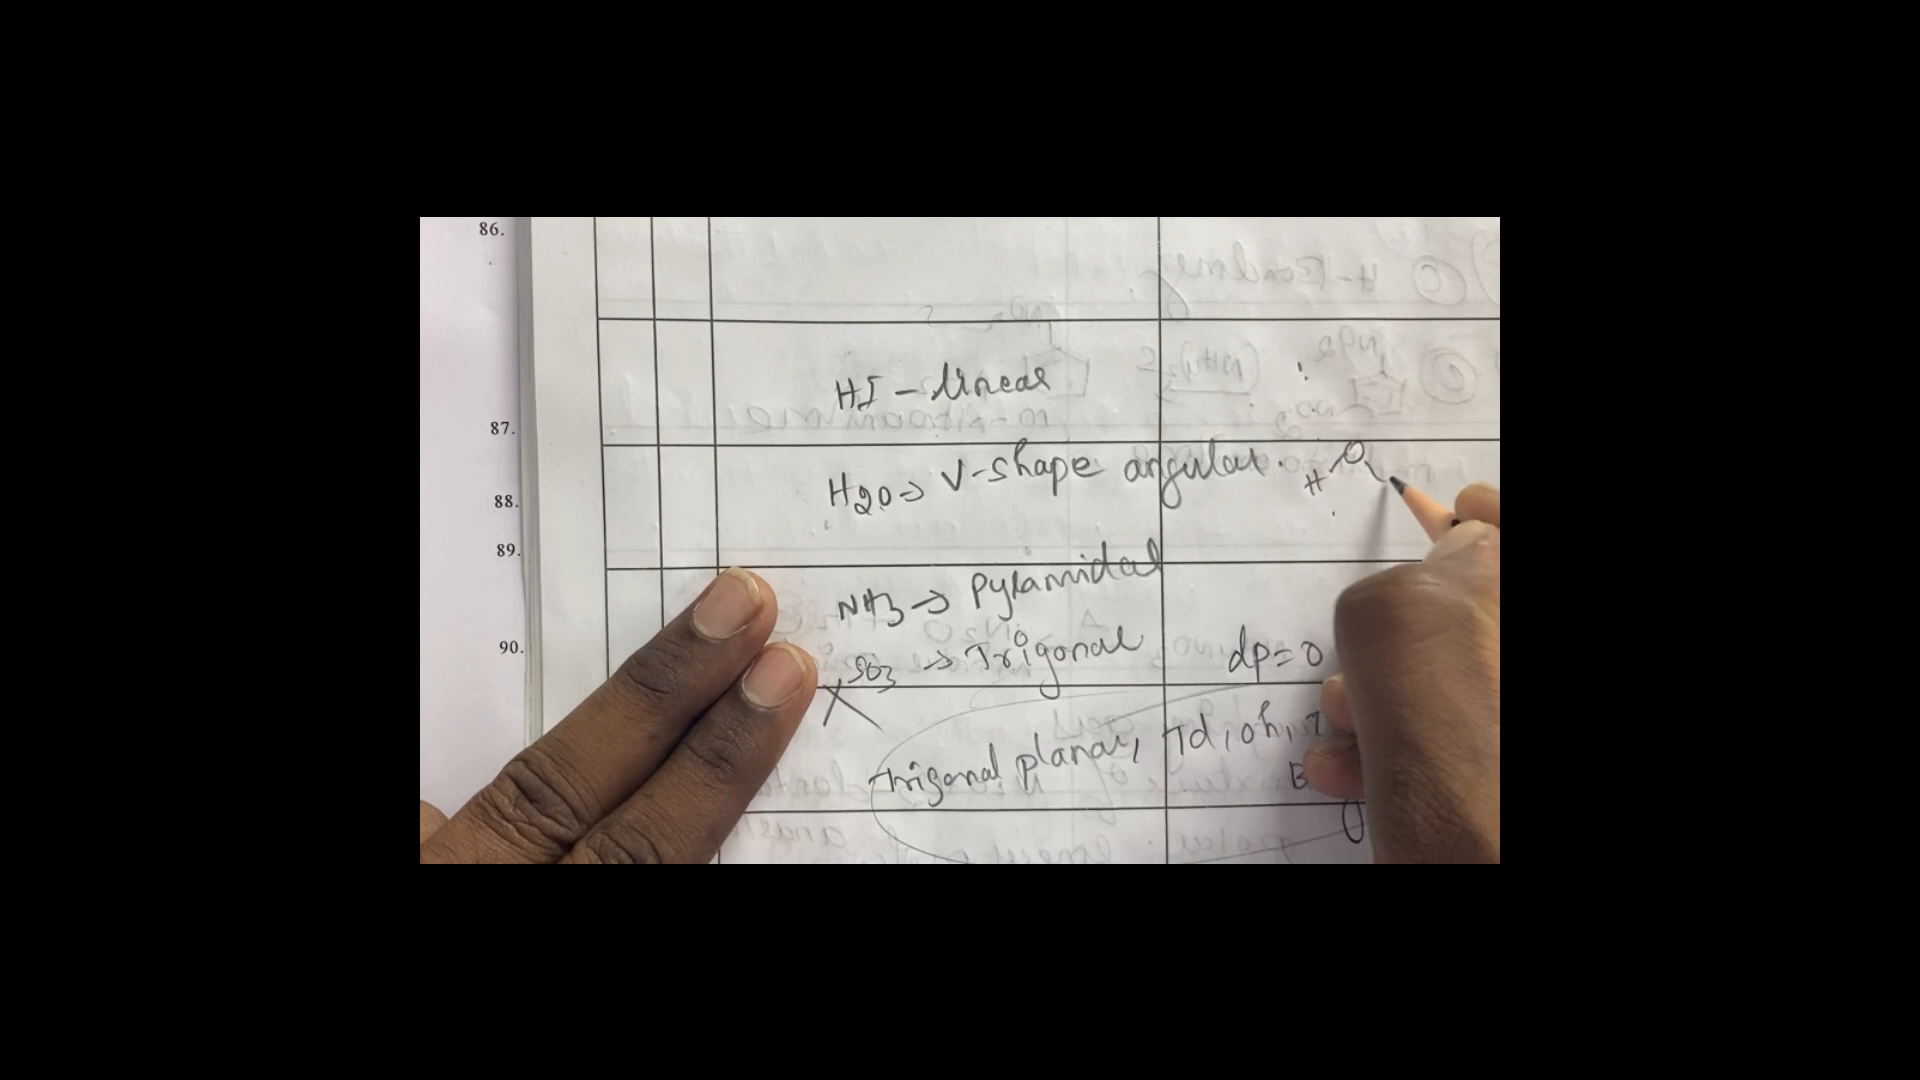 86.
HI - linear
87.
H2O → V-shape angular. H O
88.
89.
NH3 → Pyramidal
90.
SO3 → Trigonal dp=0
Trigonal planar, Td, oh,